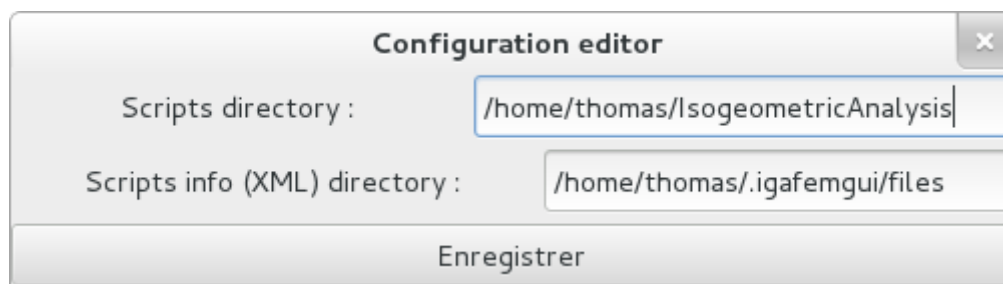 Configuration editor
Scripts directory : /home/thomas/IsogeometricAnalysis
Scripts info (XML) directory : /home/thomas/.igafemgui/files
Enregistrer